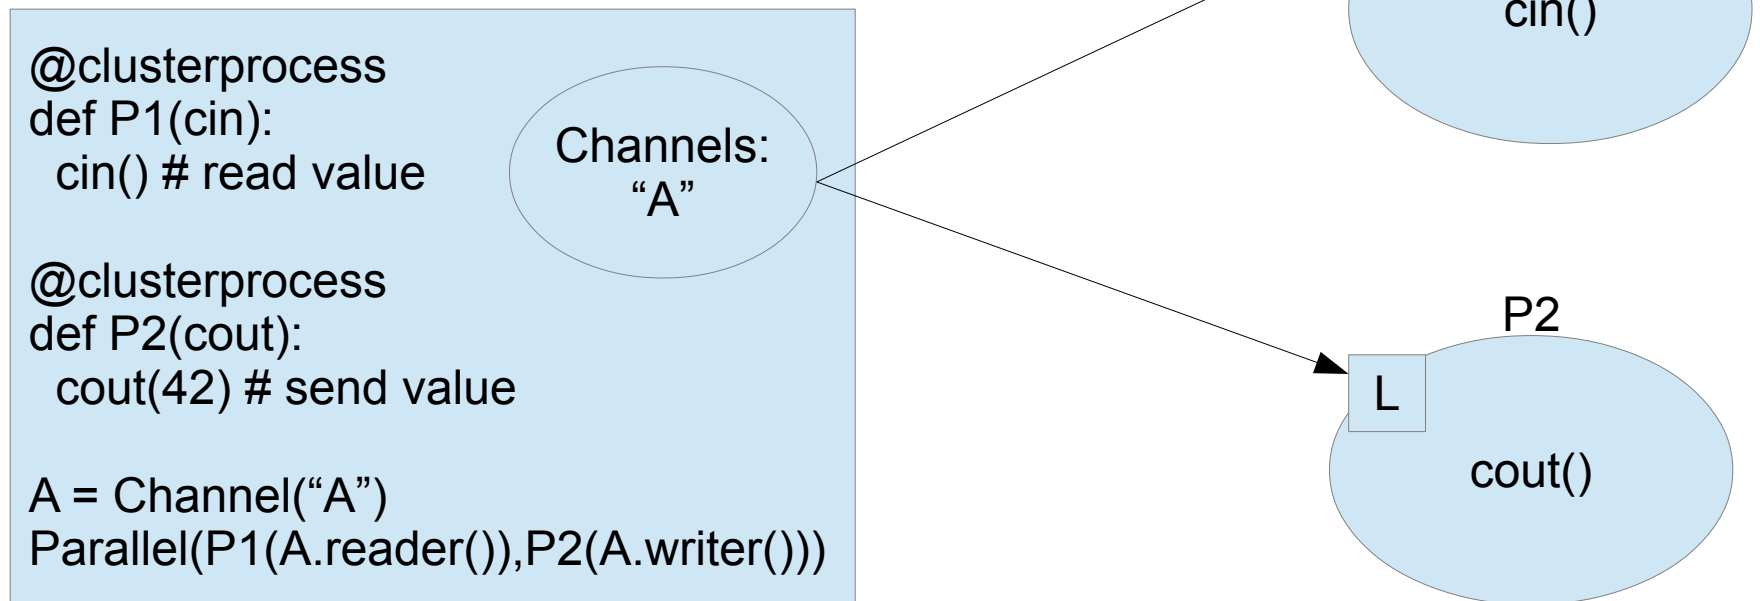 @clusterprocess
def P1(cin):
  cin() # read value
@clusterprocess
def P2(cout):
  cout(42) # send value
A = Channel(“A”)
Parallel(P1(A.reader()),P2(A.writer()))
Channels:
“A”
cin()
P2
L
cout()